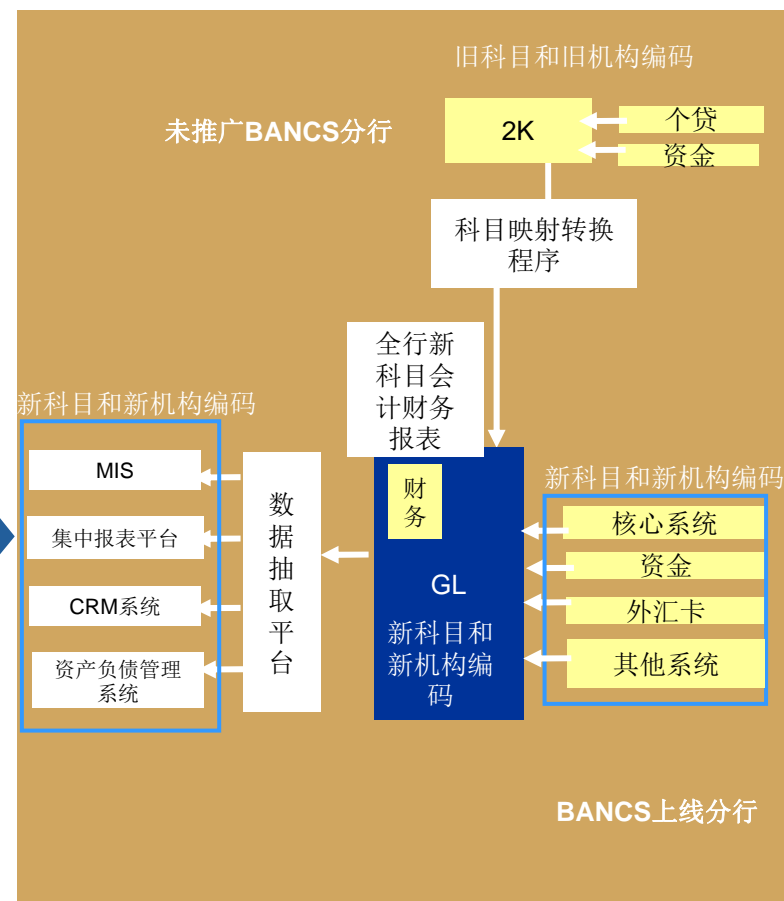 旧科目和旧机构编码
未推广BANCS分行
2K
个贷
资金
科目映射转换
程序
全行新
科目会
计财务
报表
新科目和新机构编码
MIS
集中报表平台
CRM系统
资产负债管理
系统
数
据
抽
取
平
台
财
务
GL
新科目和
新机构编
码
新科目和新机构编码
核心系统
资金
外汇卡
其他系统
BANCS上线分行